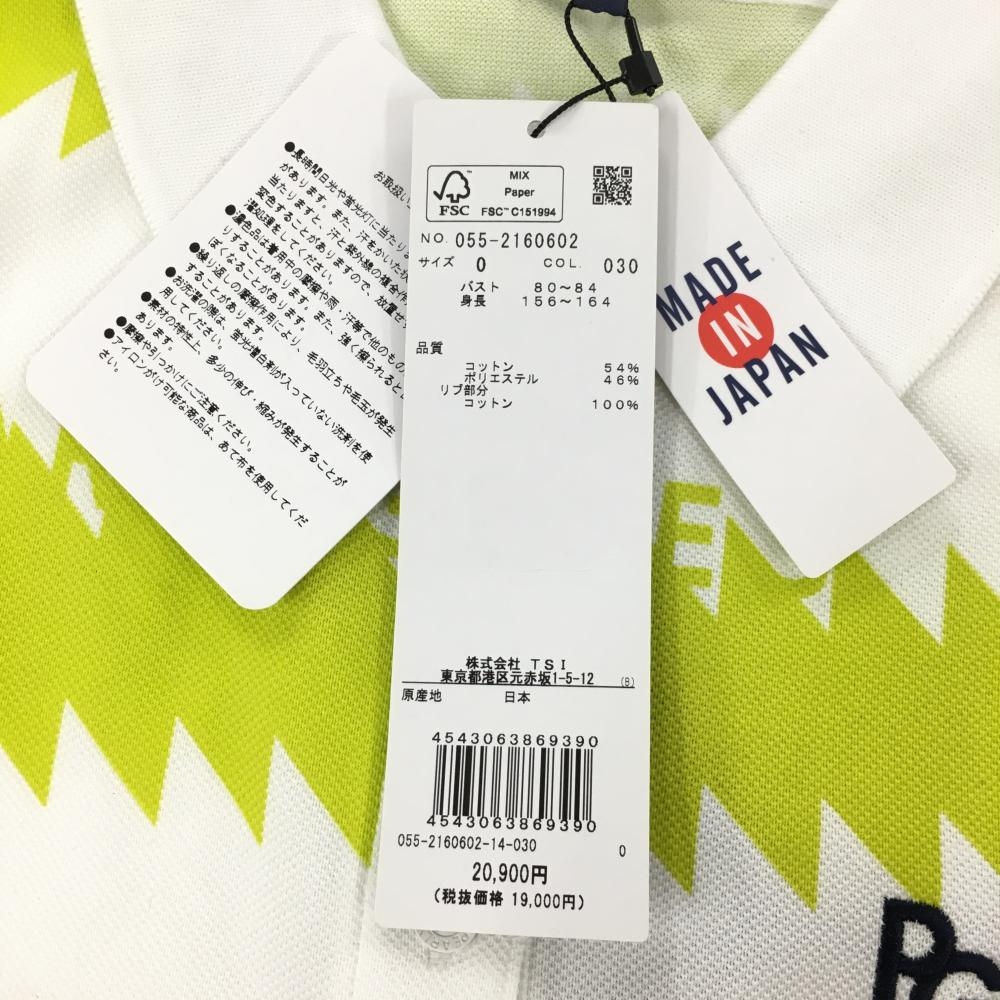 お取扱い
●長時間日光や蛍光灯に当たり
があります。また、汗をかいた状
当たりますと、汗と紫外線の複合作
変色することがありますので、放置せ
濯処理をしてください。
●濃色品は着用中の摩擦や雨、汗等で他のもの
りすることがあります。また、強く擦られると
ぽくなることがあります。
●繰り返しの摩擦作用により、毛羽立ちや毛玉が発生
することがあります。
●お洗濯の際は、蛍光増白剤が入っていない洗剤を使
用してください。
●素材の特性上、多少の伸び・縮みが発生することが
あります。
●摩擦や引っかけにご注意ください。
●アイロンがけ可能な商品は、あて布を使用してくだ
さい。
FSC™
MIX
Paper
FSC™ C151994
NO. 055-2160602
サイズ 0 COL. 030
バスト 80～84
身長 156～164
品質
コットン 54%
ポリエステル 46%
リブ部分
コットン 100%
株式会社 TSI
東京都港区元赤坂1-5-12 (B)
原産地 日本
4543063869390
4543063869390
055-2160602-14-030 0
20,900円
(税抜価格 19,000円)
MADE
IN
JAPAN
PG